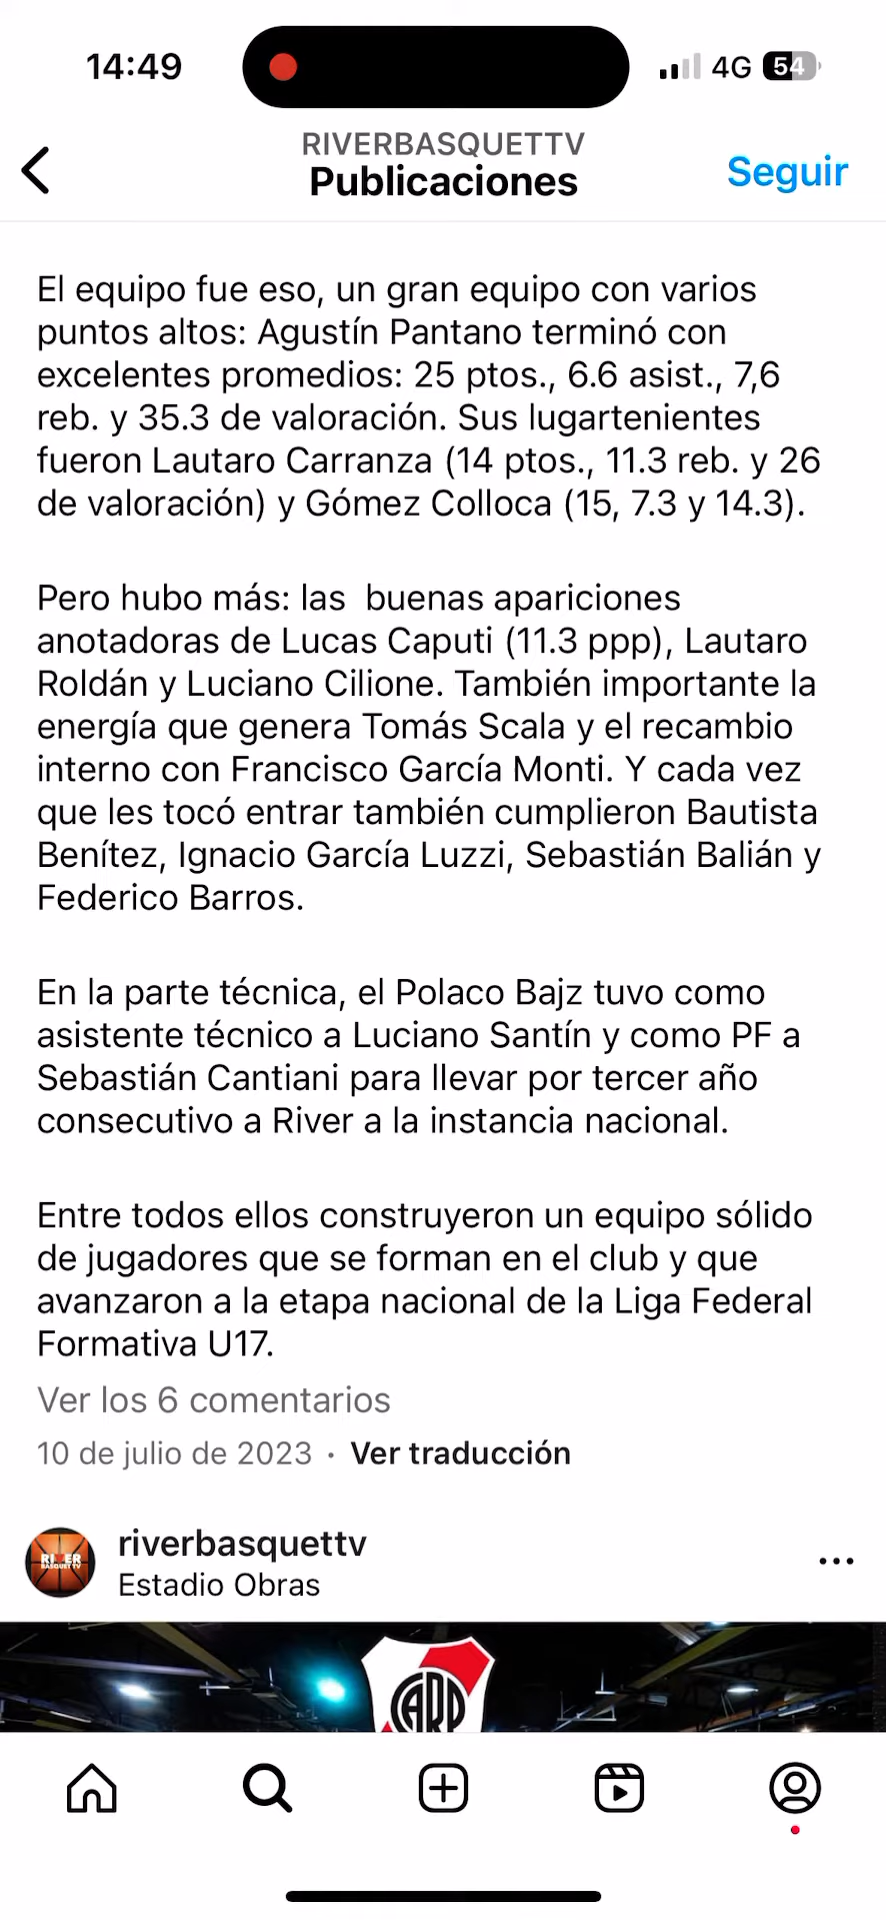 14:49
4G
54
RIVERBASQUETTV
Publicaciones
Seguir
El equipo fue eso, un gran equipo con varios
puntos altos: Agustín Pantano terminó con
excelentes promedios: 25 ptos., 6.6 asist., 7,6
reb. y 35.3 de valoración. Sus lugartenientes
fueron Lautaro Carranza (14 ptos., 11.3 reb. y 26
de valoración) y Gómez Colloca (15, 7.3 y 14.3).
Pero hubo más: las  buenas apariciones
anotadoras de Lucas Caputi (11.3 ppp), Lautaro
Roldán y Luciano Cilione. También importante la
energía que genera Tomás Scala y el recambio
interno con Francisco García Monti. Y cada vez
que les tocó entrar también cumplieron Bautista
Benítez, Ignacio García Luzzi, Sebastián Balián y
Federico Barros.
En la parte técnica, el Polaco Bajz tuvo como
asistente técnico a Luciano Santín y como PF a
Sebastián Cantiani para llevar por tercer año
consecutivo a River a la instancia nacional.
Entre todos ellos construyeron un equipo sólido
de jugadores que se forman en el club y que
avanzaron a la etapa nacional de la Liga Federal
Formativa U17.
Ver los 6 comentarios
10 de julio de 2023 · Ver traducción
RIVER
BASQUET TV
riverbasquettv
Estadio Obras
CARP